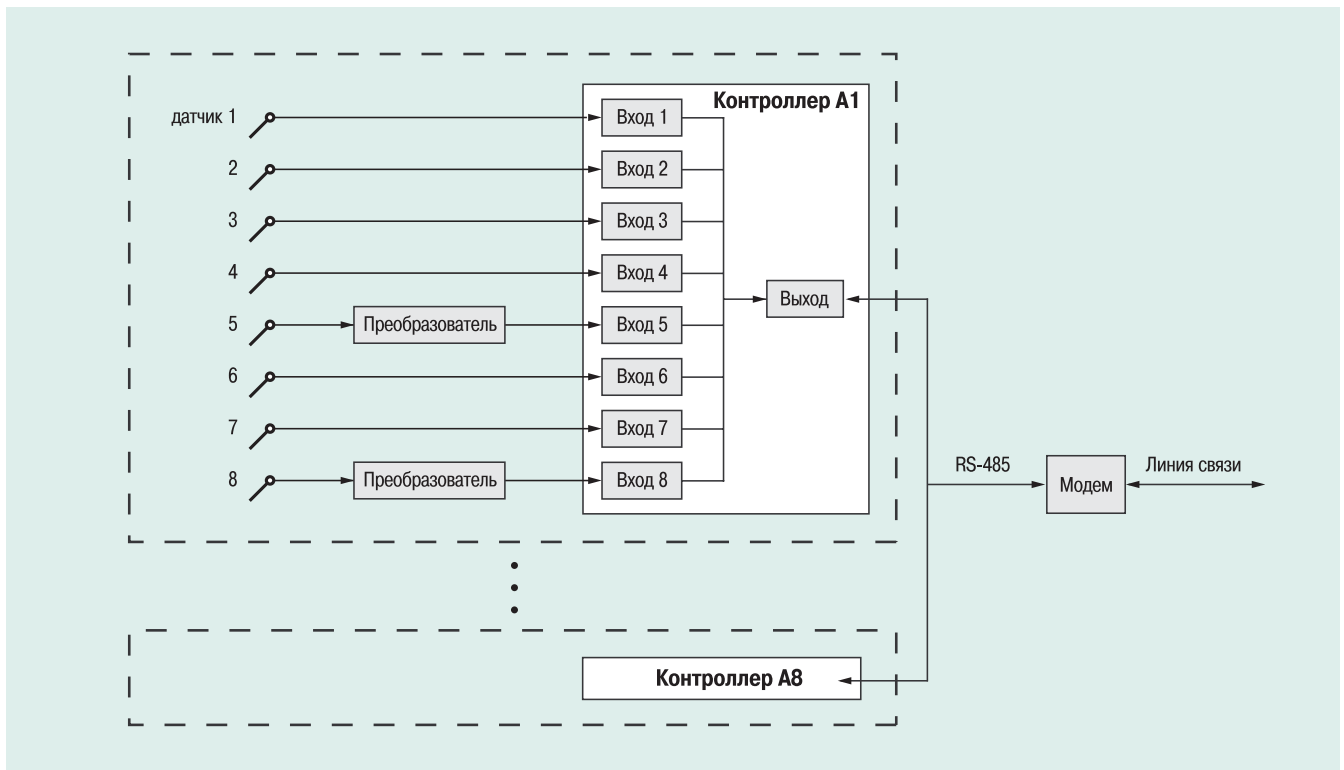 Контроллер А1
датчик 1
Вход 1
2
Вход 2
3
Вход 3
4
Вход 4
Выход
5
Преобразователь
Вход 5
6
Вход 6
7
Вход 7
8
Преобразователь
Вход 8
RS-485
Модем
Линия связи
Контроллер А8